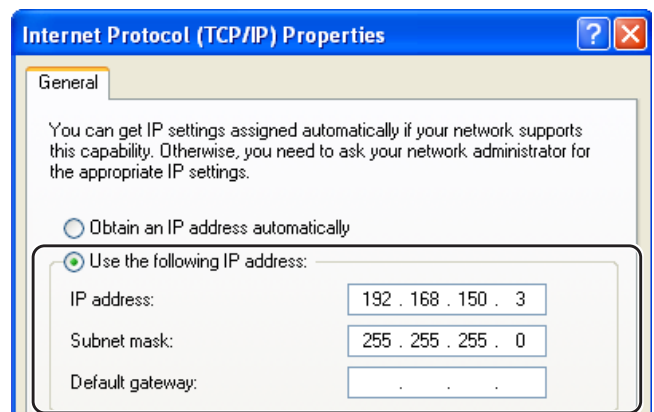 Internet Protocol (TCP/IP) Properties
General
You can get IP settings assigned automatically if your network supports
this capability. Otherwise, you need to ask your network administrator for
the appropriate IP settings.
Obtain an IP address automatically
Use the following IP address:
IP address: 192 . 168 . 150 . 3
Subnet mask: 255 . 255 . 255 . 0
Default gateway: . . .